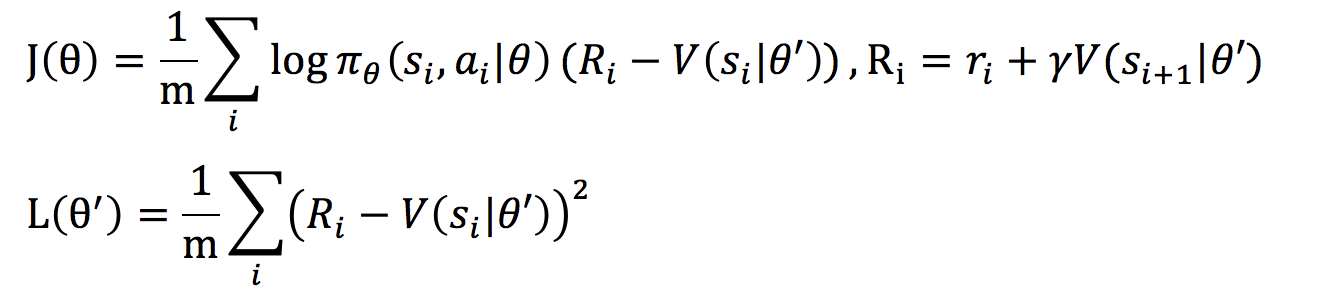 J(θ) = 1/m ∑_i log π_θ(s_i, a_i|θ) (R_i − V(s_i|θ′)), R_i = r_i + γV(s_{i+1}|θ′)
L(θ′) = 1/m ∑_i (R_i − V(s_i|θ′))²